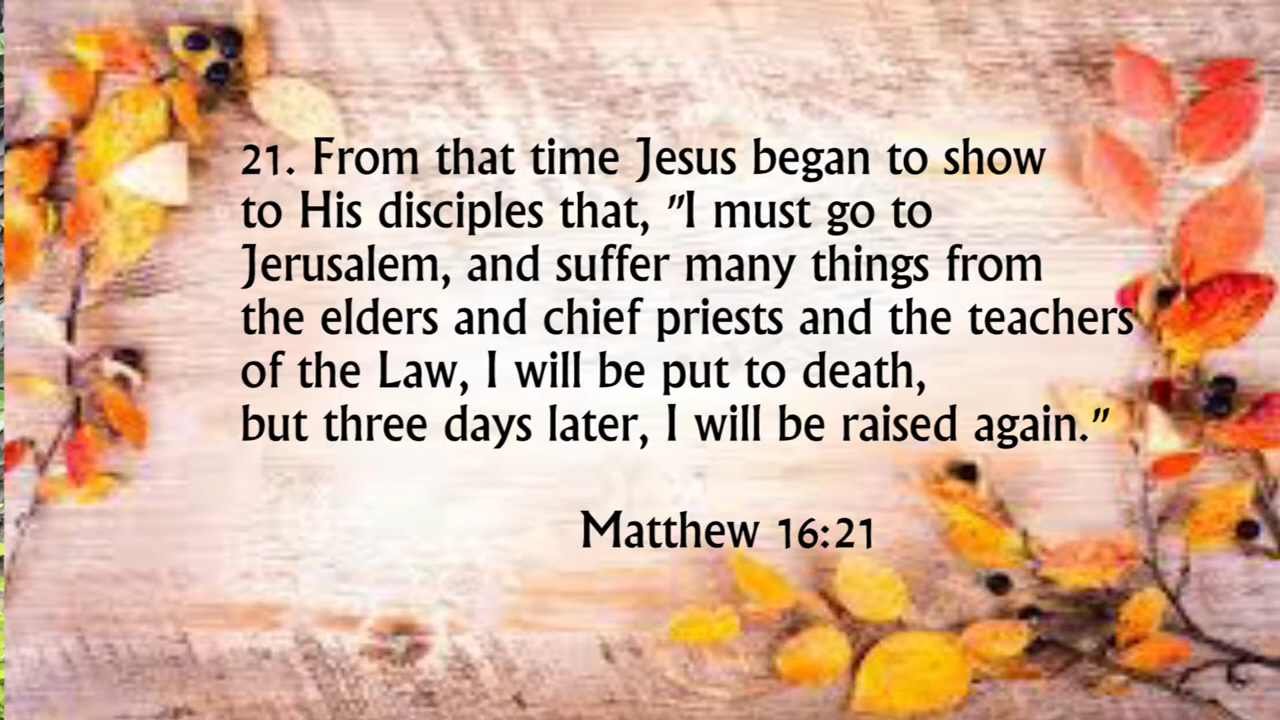 21. From that time Jesus began to show
to His disciples that, "I must go to
Jerusalem, and suffer many things from
the elders and chief priests and the teachers
of the Law, I will be put to death,
but three days later, I will be raised again."
Matthew 16:21